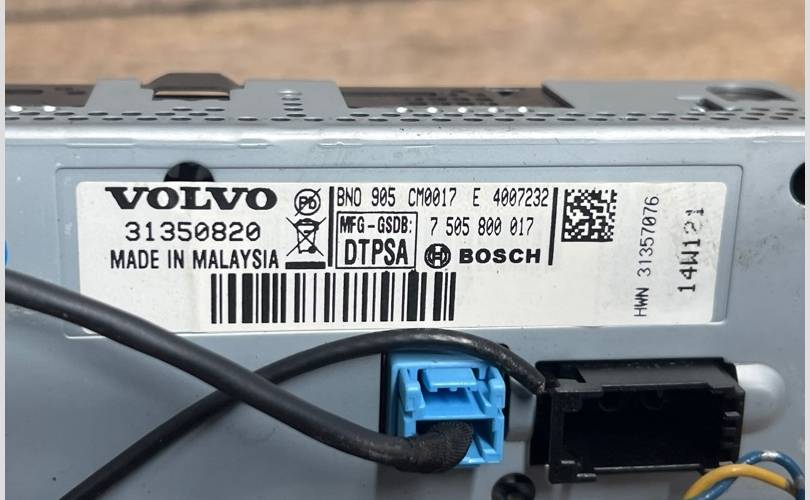 VOLVO
31350820
MADE IN MALAYSIA
Pb
BNO 905 CM0017 E 4007232
MFG-GSDB:
DTPSA
7 505 800 017
BOSCH
HWN 31357076
14W121